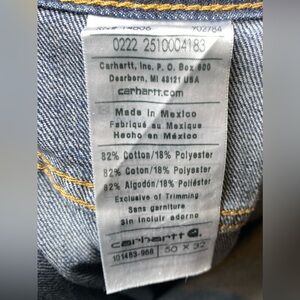 0222 2510004183
Carhartt, Inc. P. O. Box 600
Dearborn, MI 48121 USA
carhartt.com
Made in Mexico
Fabriqué au Mexique
Hecho en México
82% Cotton/18% Polyester
82% Coton/18% Polyester
82% Algodón/18% Poliéster
Exclusive of Trimming
Sans garniture
sin incluir adorno
carhartt
101483-968 50 X 32